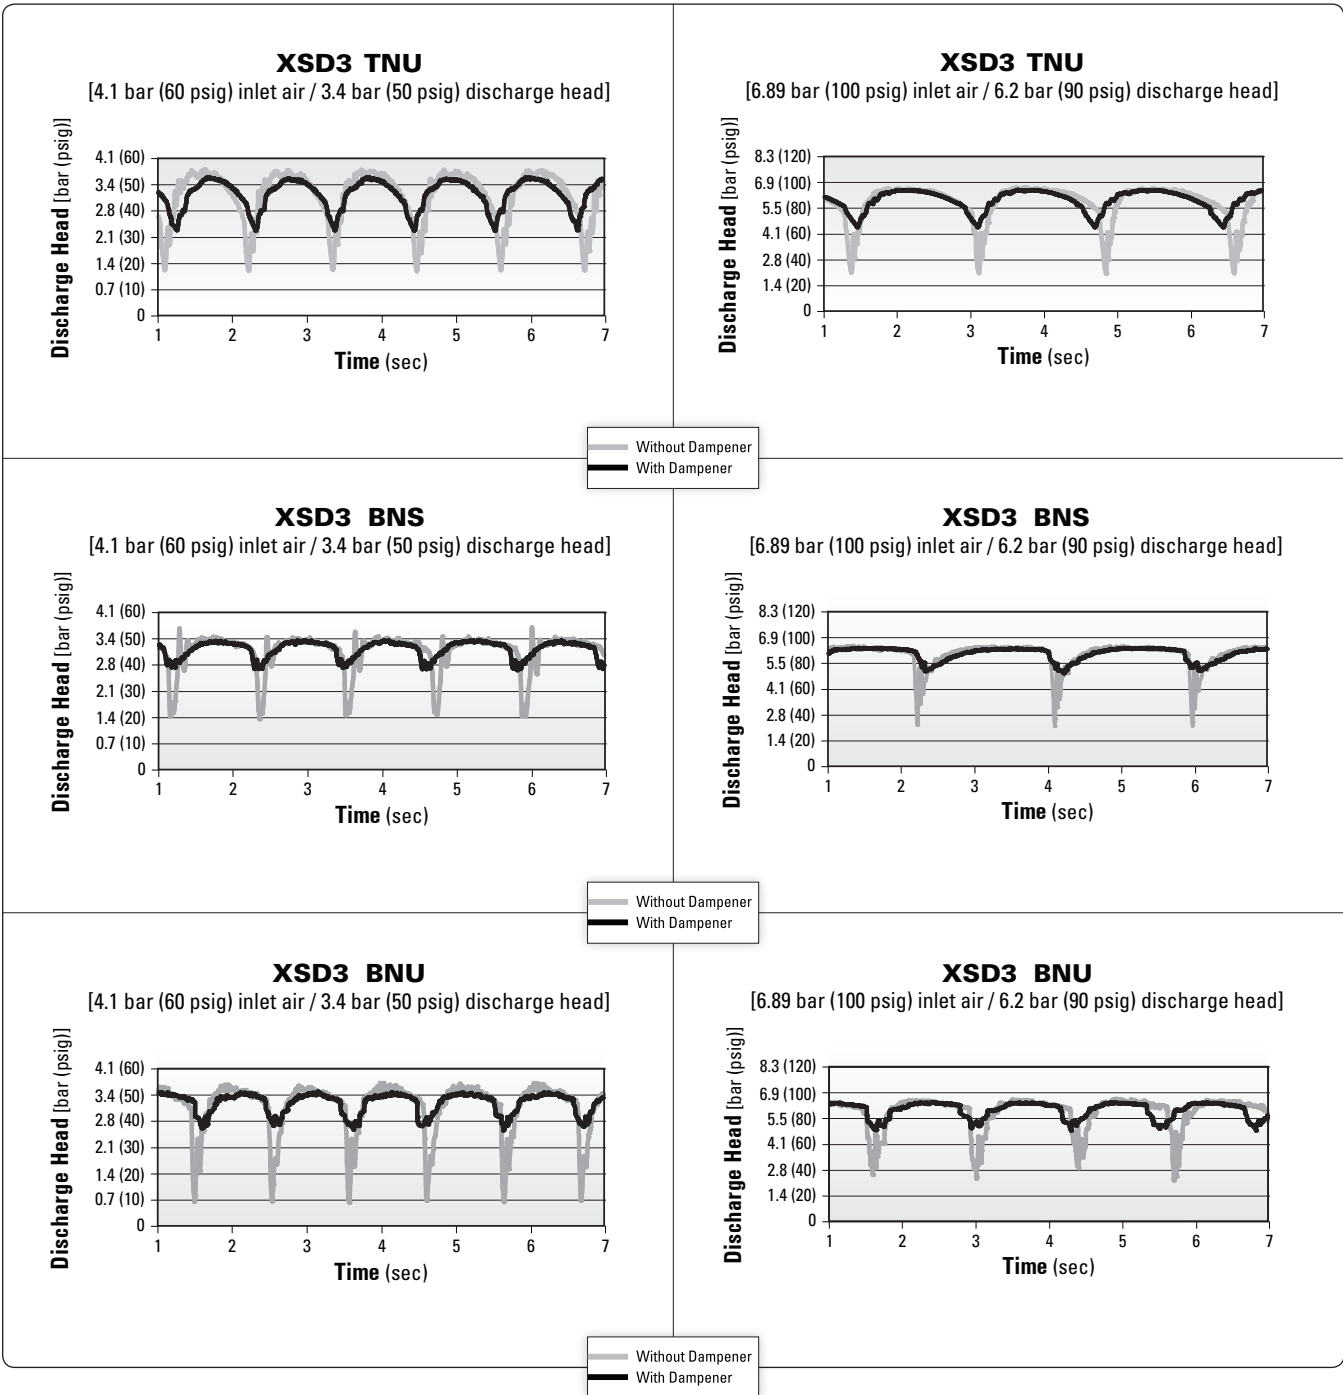 XSD3 TNU
[4.1 bar (60 psig) inlet air / 3.4 bar (50 psig) discharge head]
Discharge Head [bar (psig)]
4.1 (60)
3.4 (50)
2.8 (40)
2.1 (30)
1.4 (20)
0.7 (10)
0
1 2 3 4 5 6 7
Time (sec)
XSD3 TNU
[6.89 bar (100 psig) inlet air / 6.2 bar (90 psig) discharge head]
Discharge Head [bar (psig)]
8.3 (120)
6.9 (100)
5.5 (80)
4.1 (60)
2.8 (40)
1.4 (20)
0
1 2 3 4 5 6 7
Time (sec)
Without Dampener
With Dampener
XSD3 BNS
[4.1 bar (60 psig) inlet air / 3.4 bar (50 psig) discharge head]
Discharge Head [bar (psig)]
4.1 (60)
3.4 (50)
2.8 (40)
2.1 (30)
1.4 (20)
0.7 (10)
0
1 2 3 4 5 6 7
Time (sec)
XSD3 BNS
[6.89 bar (100 psig) inlet air / 6.2 bar (90 psig) discharge head]
Discharge Head [bar (psig)]
8.3 (120)
6.9 (100)
5.5 (80)
4.1 (60)
2.8 (40)
1.4 (20)
0
1 2 3 4 5 6 7
Time (sec)
Without Dampener
With Dampener
XSD3 BNU
[4.1 bar (60 psig) inlet air / 3.4 bar (50 psig) discharge head]
Discharge Head [bar (psig)]
4.1 (60)
3.4 (50)
2.8 (40)
2.1 (30)
1.4 (20)
0.7 (10)
0
1 2 3 4 5 6 7
Time (sec)
XSD3 BNU
[6.89 bar (100 psig) inlet air / 6.2 bar (90 psig) discharge head]
Discharge Head [bar (psig)]
8.3 (120)
6.9 (100)
5.5 (80)
4.1 (60)
2.8 (40)
1.4 (20)
0
1 2 3 4 5 6 7
Time (sec)
Without Dampener
With Dampener